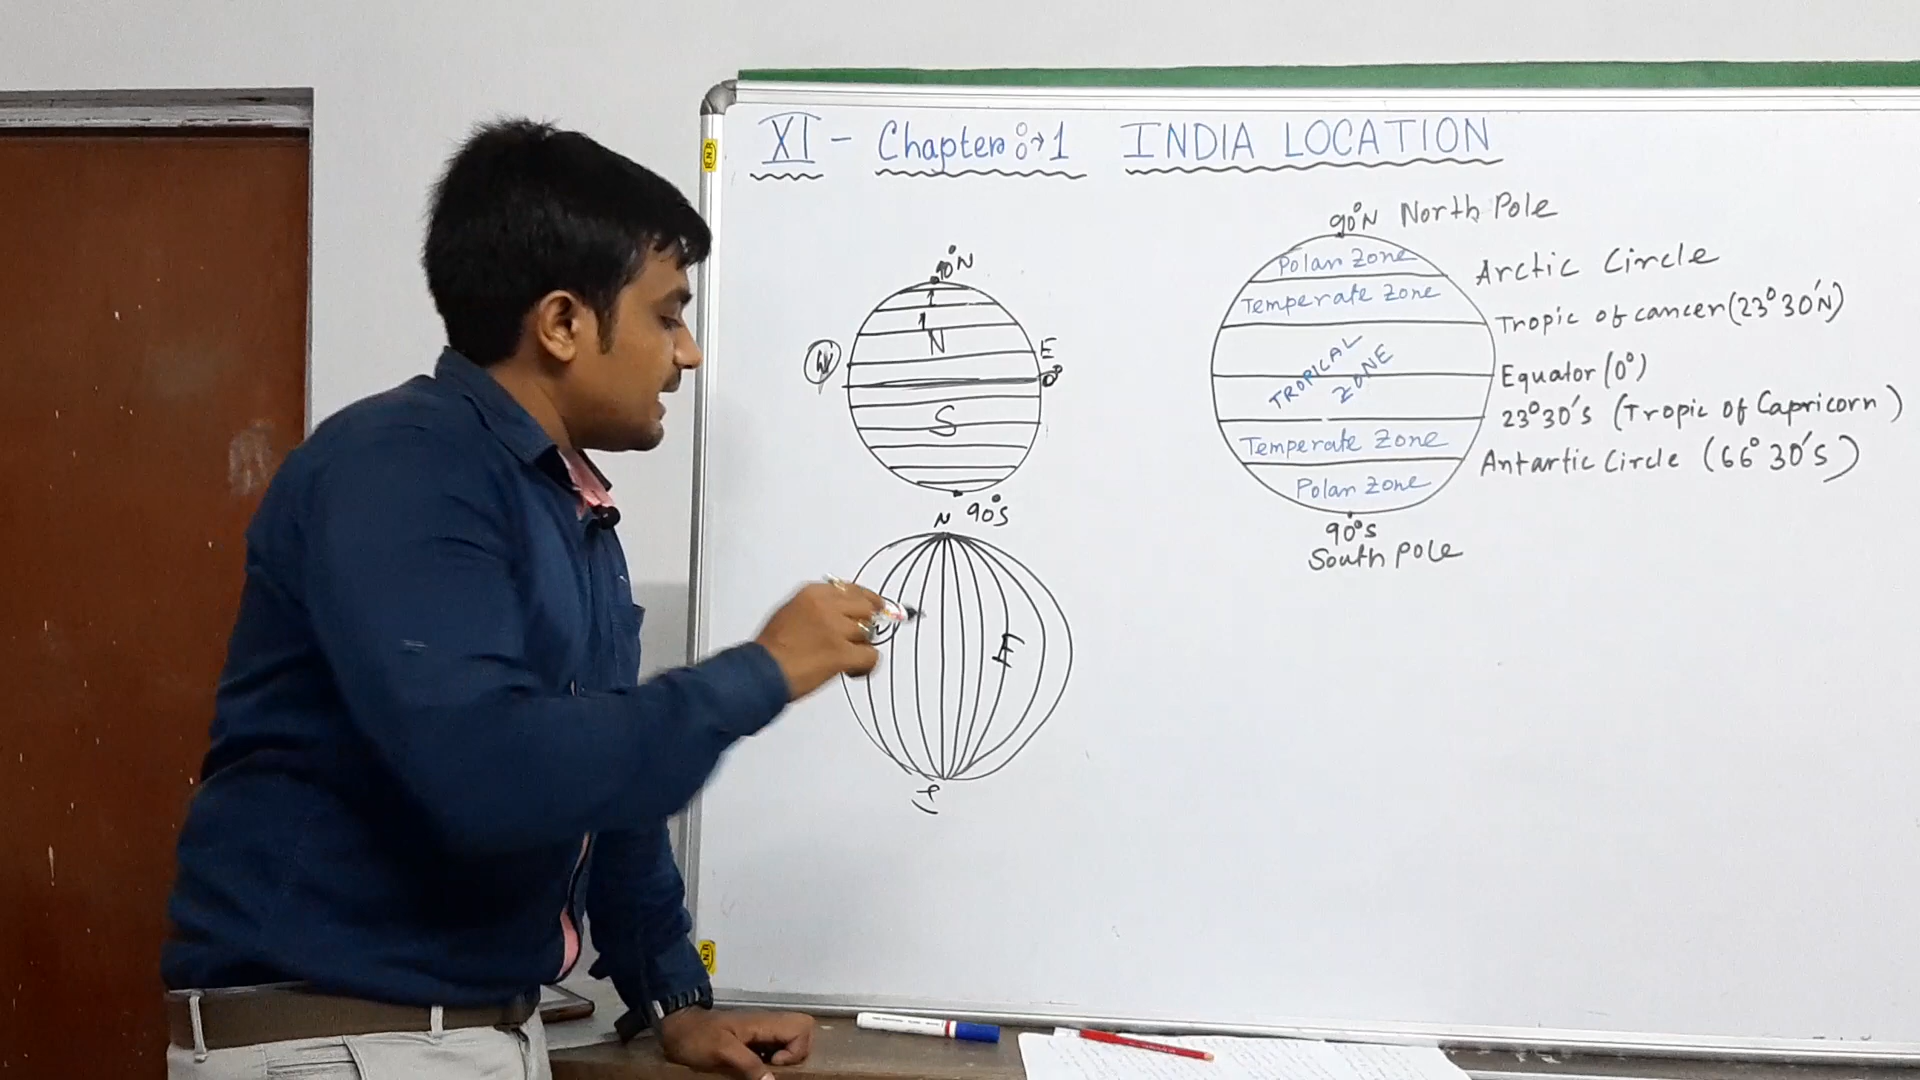 XI - Chapter :→ 1 INDIA LOCATION
90°N
N
W
E
0°
S
90°S
N
W
E
S
90°N North Pole
Polar Zone
Arctic Circle
Temperate Zone
Tropic of cancer (23°30'N)
TROPICAL
ZONE
Equator (0°)
23°30's (Tropic of Capricorn)
Temperate Zone
Antartic Circle (66°30's)
Polar Zone
90°s
South Pole